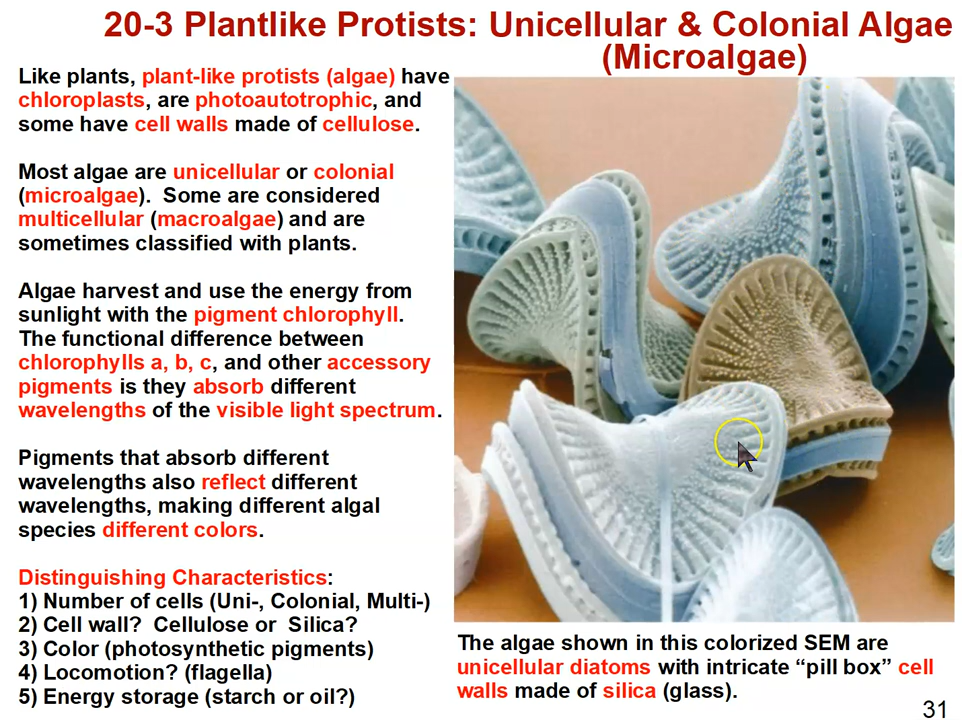 20-3 Plantlike Protists: Unicellular & Colonial Algae
(Microalgae)
Like plants, plant-like protists (algae) have
chloroplasts, are photoautotrophic, and
some have cell walls made of cellulose.
Most algae are unicellular or colonial
(microalgae).  Some are considered
multicellular (macroalgae) and are
sometimes classified with plants.
Algae harvest and use the energy from
sunlight with the pigment chlorophyll.
The functional difference between
chlorophylls a, b, c, and other accessory
pigments is they absorb different
wavelengths of the visible light spectrum.
Pigments that absorb different
wavelengths also reflect different
wavelengths, making different algal
species different colors.
Distinguishing Characteristics:
1) Number of cells (Uni-, Colonial, Multi-)
2) Cell wall?  Cellulose or  Silica?
3) Color (photosynthetic pigments)
4) Locomotion? (flagella)
5) Energy storage (starch or oil?)
The algae shown in this colorized SEM are
unicellular diatoms with intricate “pill box” cell
walls made of silica (glass).
31